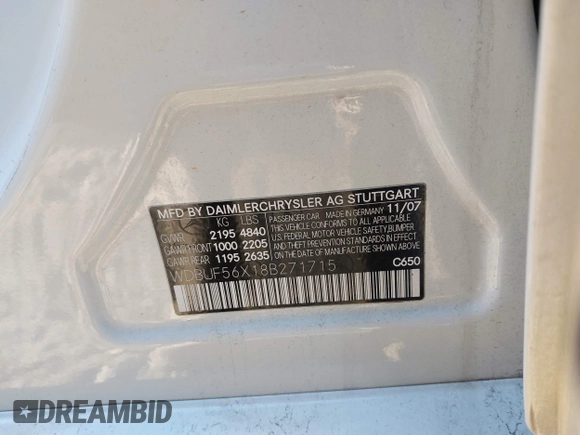 MFD BY DAIMLERCHRYSLER AG STUTTGART
KG LBS
PASSENGER CAR MADE IN GERMANY 11/07
GVWR 2195 4840
THIS VEHICLE CONFORMS TO ALL APPLICABLE
GAWR FRONT 1000 2205
U.S. FEDERAL MOTOR VEHICLE SAFETY, BUMPER,
GAWR REAR 1195 2635
AND THEFT PREVENTION STANDARDS IN EFFECT
ON THE DATE OF MANUFACTURE SHOWN ABOVE.
WDBUF56X18B271715
C650
DREAMBID